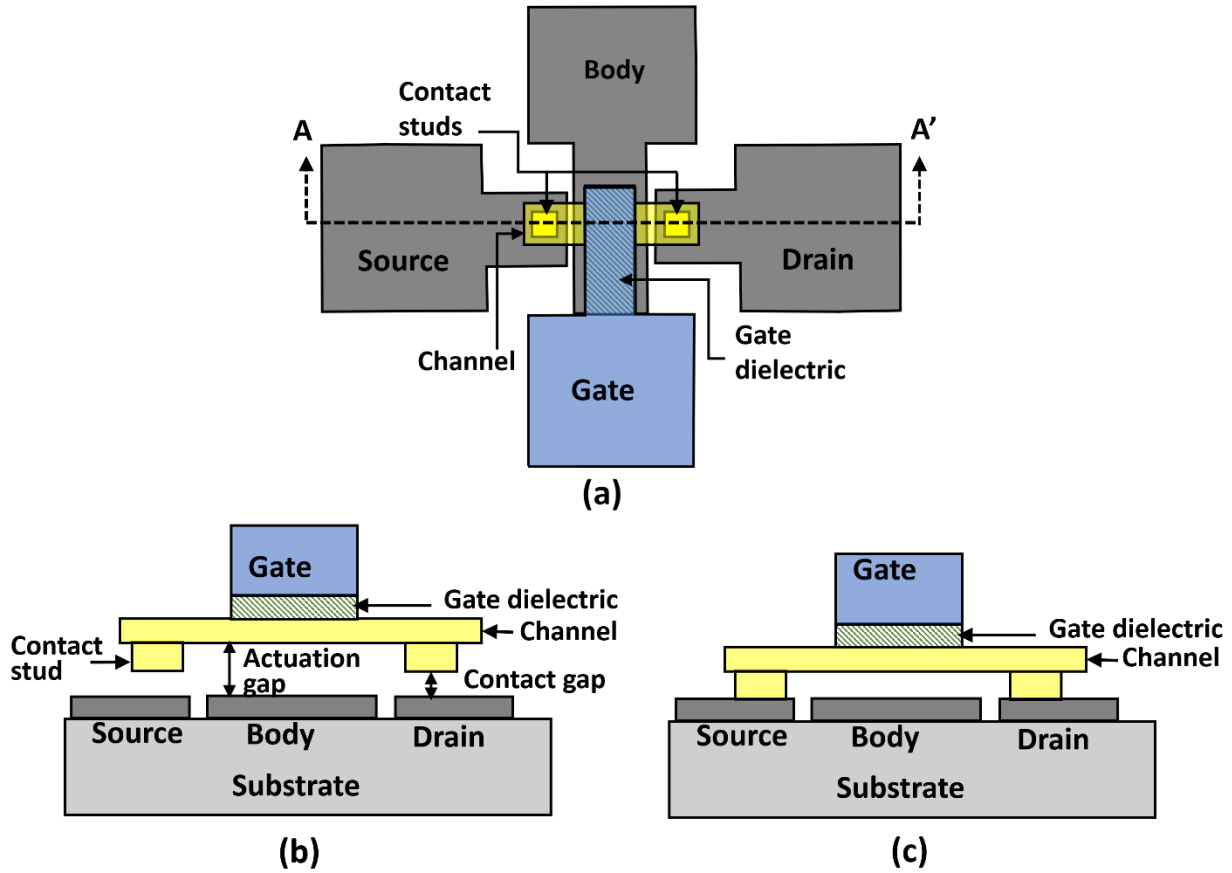 Body
Contact
studs
A
A’
Source
Drain
Channel
Gate
dielectric
Gate
(a)
Gate
Gate dielectric
Channel
Contact
stud
Actuation
gap
Contact gap
Source
Body
Drain
Substrate
(b)
Gate
Gate dielectric
Channel
Source
Body
Drain
Substrate
(c)